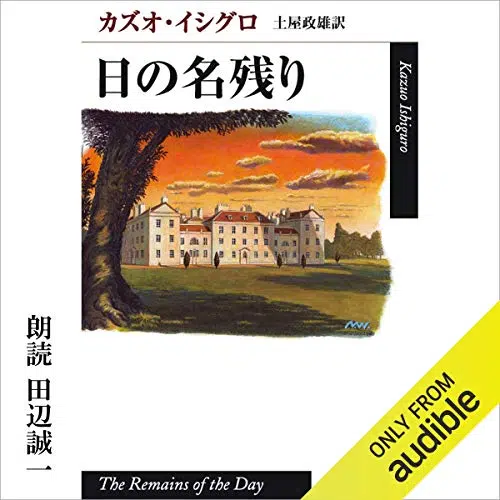 カズオ・イシグロ 土屋政雄訳
日の名残り
Kazuo Ishiguro
朗読 田辺誠一
The Remains of the Day
ONLY FROM
audible